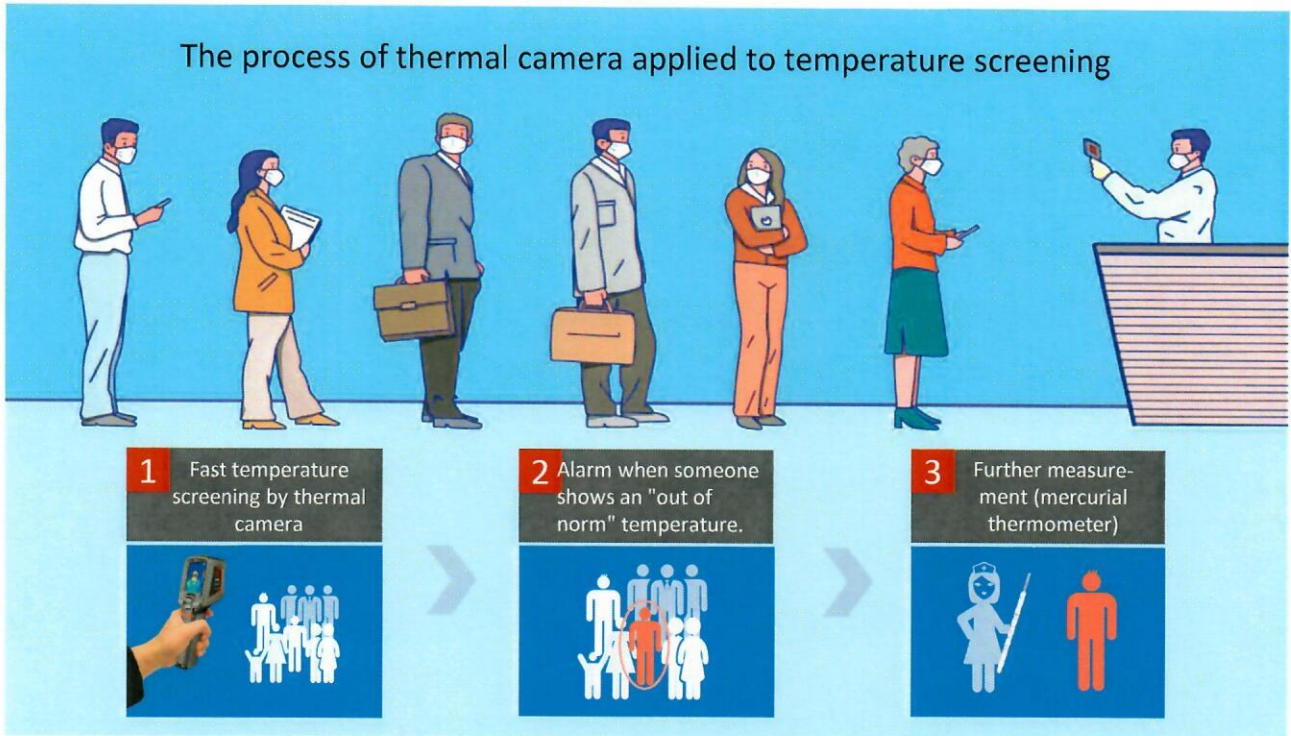 The process of thermal camera applied to temperature screening
1
Fast temperature
screening by thermal
camera
2
Alarm when someone
shows an "out of
norm" temperature.
3
Further measure-
ment (mercurial
thermometer)